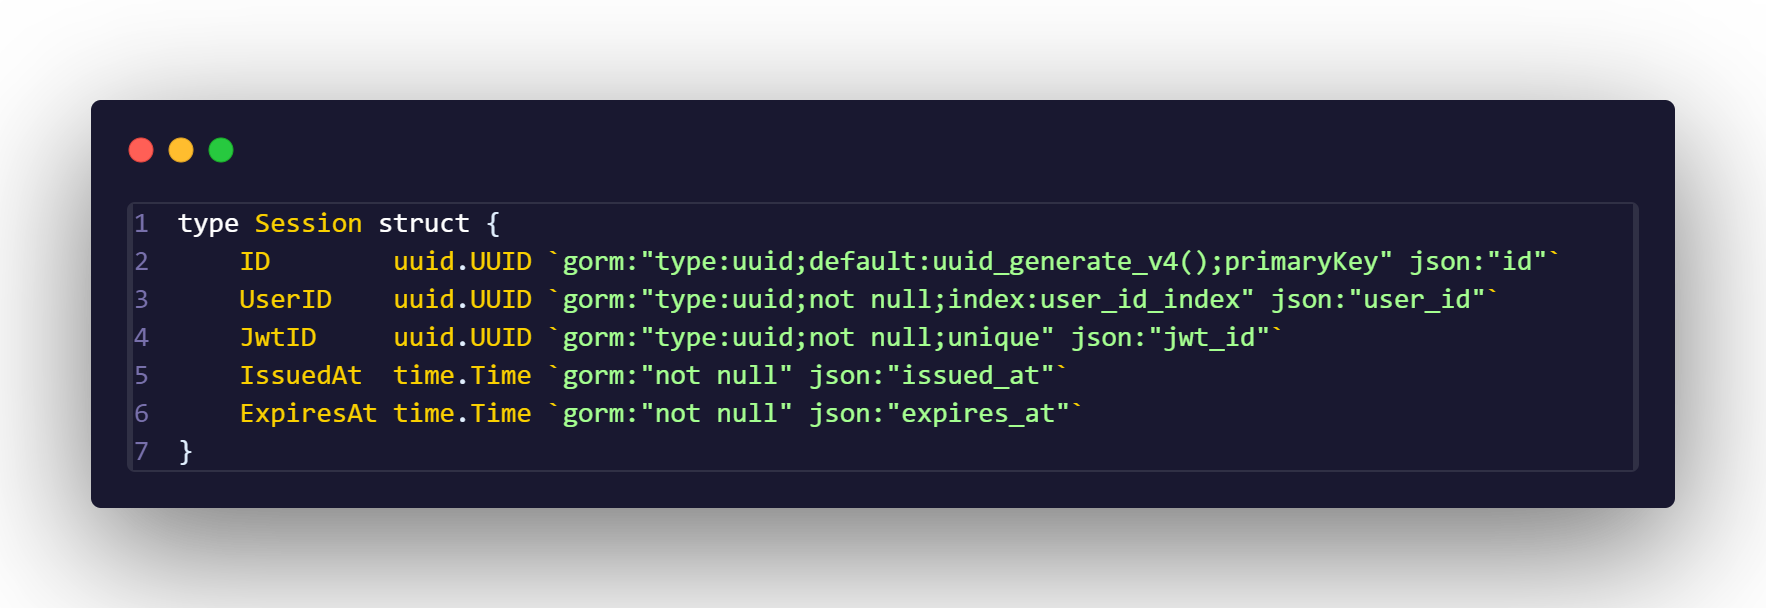 1 type Session struct {
2     ID        uuid.UUID `gorm:"type:uuid;default:uuid_generate_v4();primaryKey" json:"id"`
3     UserID    uuid.UUID `gorm:"type:uuid;not null;index:user_id_index" json:"user_id"`
4     JwtID     uuid.UUID `gorm:"type:uuid;not null;unique" json:"jwt_id"`
5     IssuedAt  time.Time `gorm:"not null" json:"issued_at"`
6     ExpiresAt time.Time `gorm:"not null" json:"expires_at"`
7 }